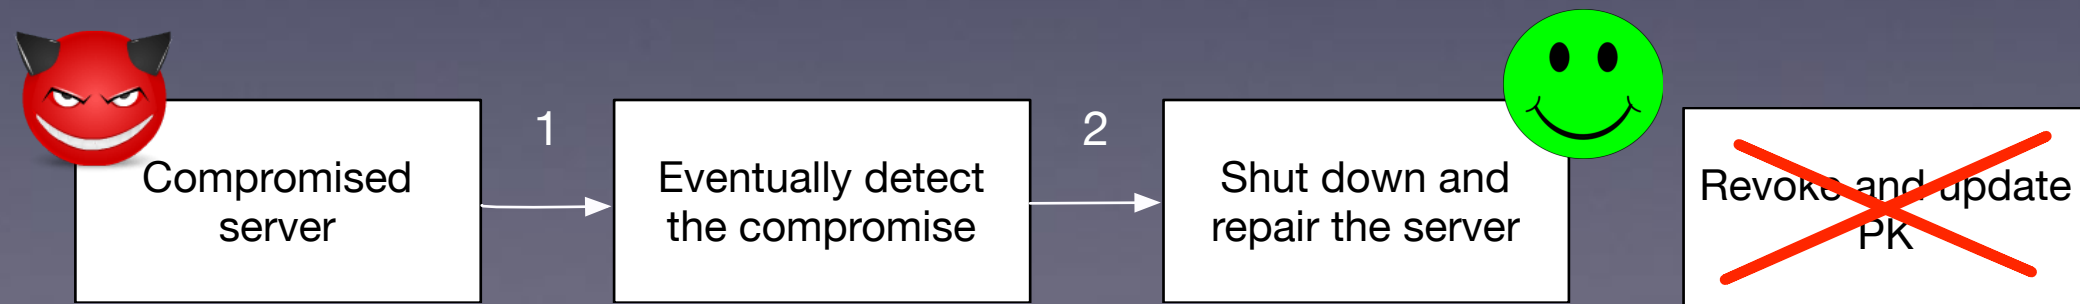 1
2
Compromised
server
Eventually detect
the compromise
Shut down and
repair the server
Revoke and update
PK